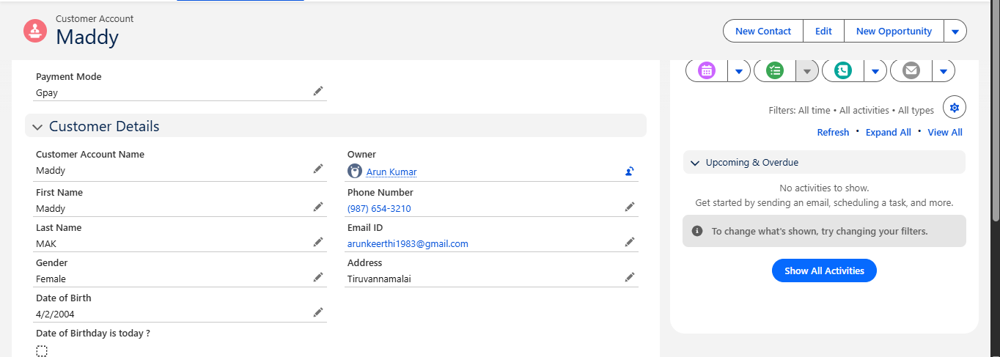 Customer Account
Maddy
New Contact
Edit
New Opportunity
Payment Mode
Gpay
Customer Details
Customer Account Name
Maddy
First Name
Maddy
Last Name
MAK
Gender
Female
Date of Birth
4/2/2004
Date of Birthday is today ?
Owner
Arun Kumar
Phone Number
(987) 654-3210
Email ID
arunkeerthi1983@gmail.com
Address
Tiruvannamalai
Filters: All time • All activities • All types
Refresh • Expand All • View All
Upcoming & Overdue
No activities to show.
Get started by sending an email, scheduling a task, and more.
To change what's shown, try changing your filters.
Show All Activities